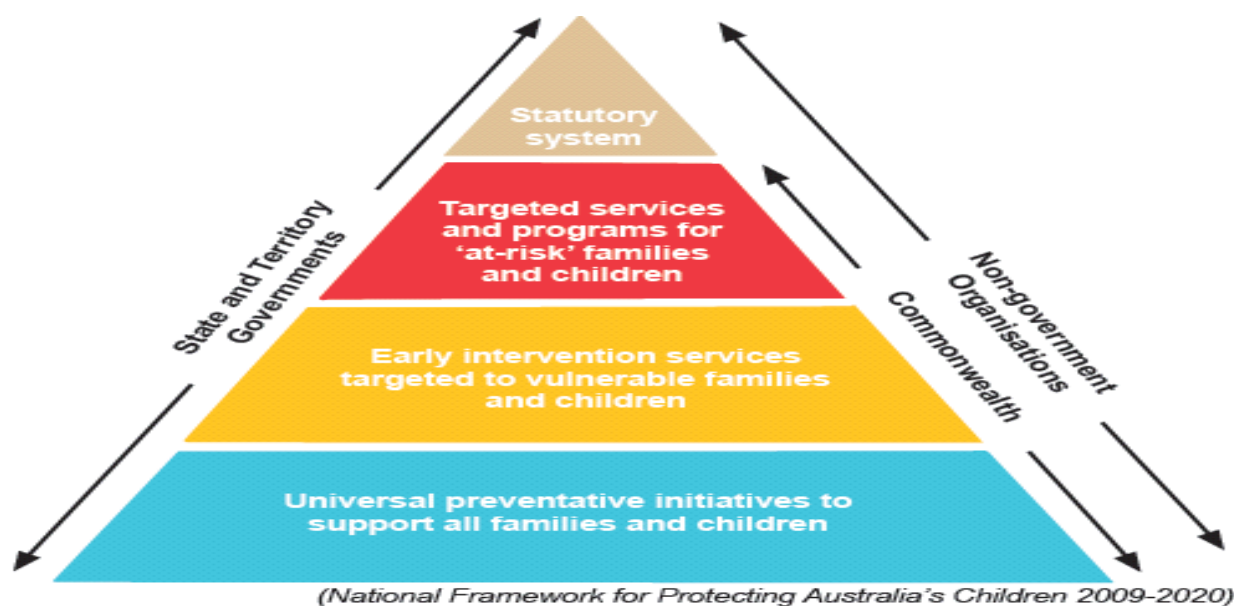 Statutory
system
Targeted services
and programs for
‘at-risk’ families
and children
State and Territory
Governments
Non-government
Organisations
Commonwealth
Early intervention services
targeted to vulnerable families
and children
Universal preventative initiatives to
support all families and children
(National Framework for Protecting Australia's Children 2009-2020)